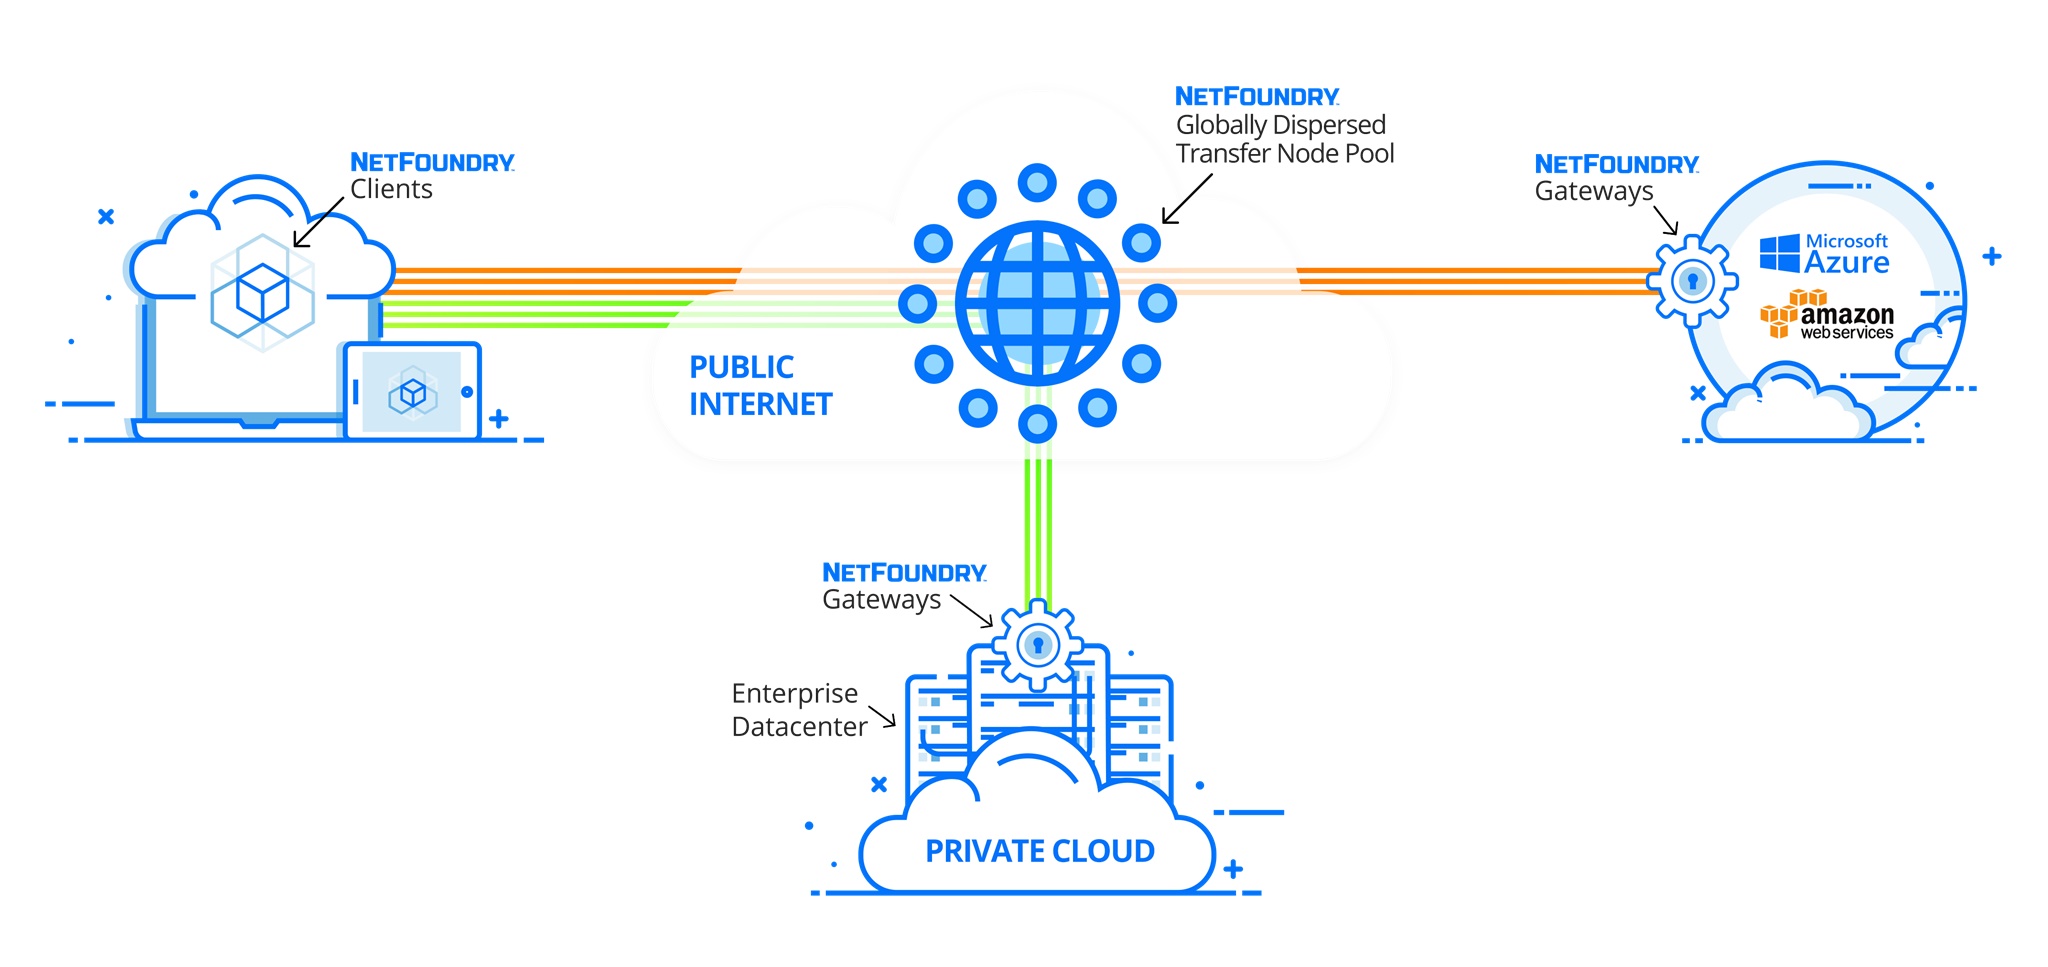 NETFOUNDRY
Clients
NETFOUNDRY
Globally Dispersed
Transfer Node Pool
NETFOUNDRY
Gateways
Microsoft
Azure
amazon
web services
PUBLIC
INTERNET
NETFOUNDRY
Gateways
Enterprise
Datacenter
PRIVATE CLOUD